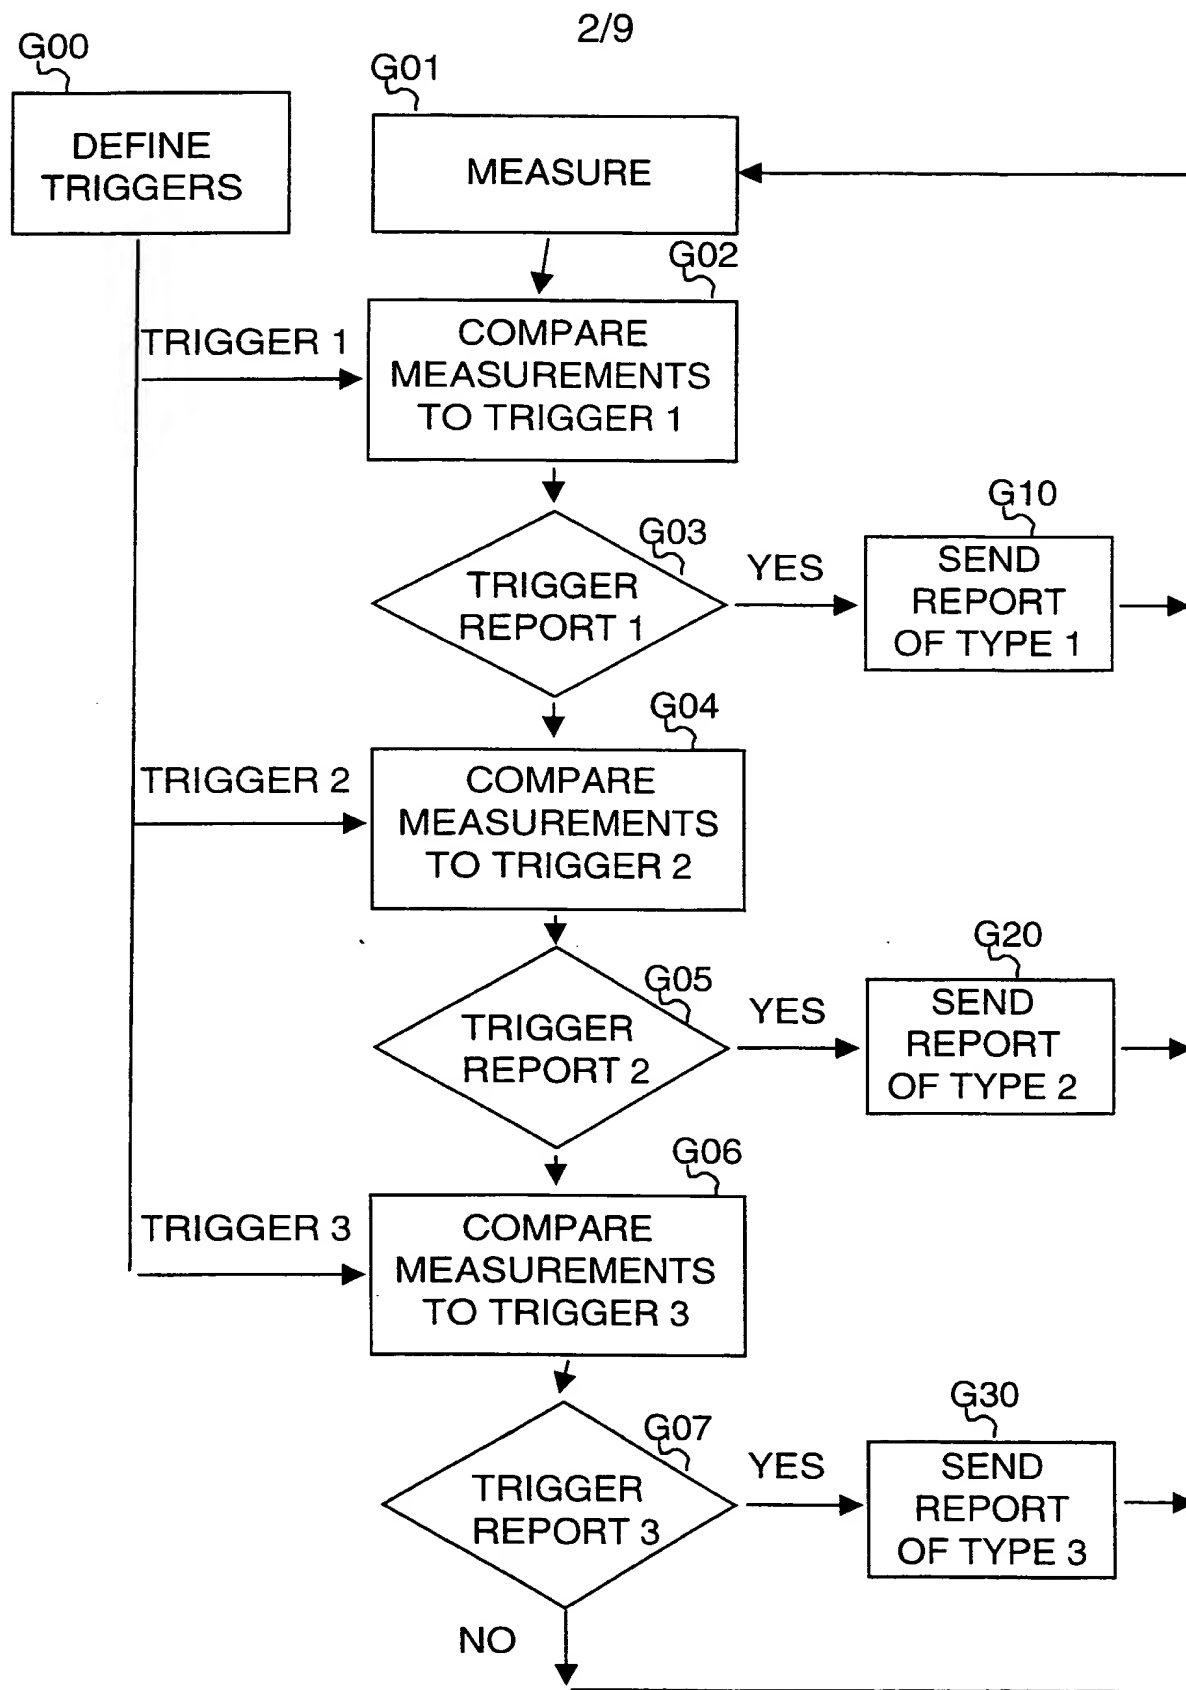 2/9
G00
DEFINE
TRIGGERS
G01
MEASURE
G02
TRIGGER 1
COMPARE
MEASUREMENTS
TO TRIGGER 1
G03
TRIGGER
REPORT 1
YES
G10
SEND
REPORT
OF TYPE 1
G04
TRIGGER 2
COMPARE
MEASUREMENTS
TO TRIGGER 2
G05
TRIGGER
REPORT 2
YES
G20
SEND
REPORT
OF TYPE 2
G06
TRIGGER 3
COMPARE
MEASUREMENTS
TO TRIGGER 3
G07
TRIGGER
REPORT 3
YES
G30
SEND
REPORT
OF TYPE 3
NO